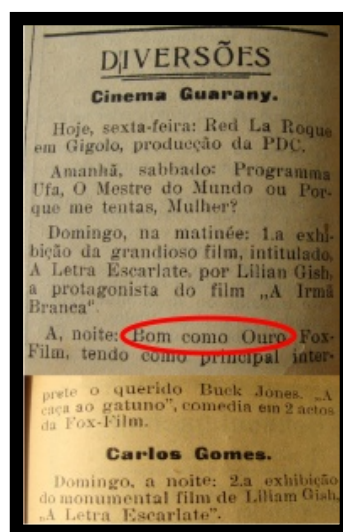 DIVERSÕES
Cinema Guarany.
Hoje, sexta-feira: Red La Roque
em Gigolo, producção da PDC.
Amanhã, sabbado: Programma
Ufa, O Mestre do Mundo ou Por-
que me tentas, Mulher?
Domingo, na matinée: 1.a exhi-
bição da grandioso film, intitulado,
A Letra Escarlate, por Lilian Gish,
a protagonista do film „A Irmã
Branca“.
A, noite: Bom como Ouro Fox-
Film, tendo como principal inter-
prete o querido Buck Jones. „A
caça ao gatuno”, comedia em 2 actos
da Fox-Film.
Carlos Gomes.
Domingo, a noite: 2.a exhibição
do monumental film de Liliam Gish,
„A Letra Escarlate”.